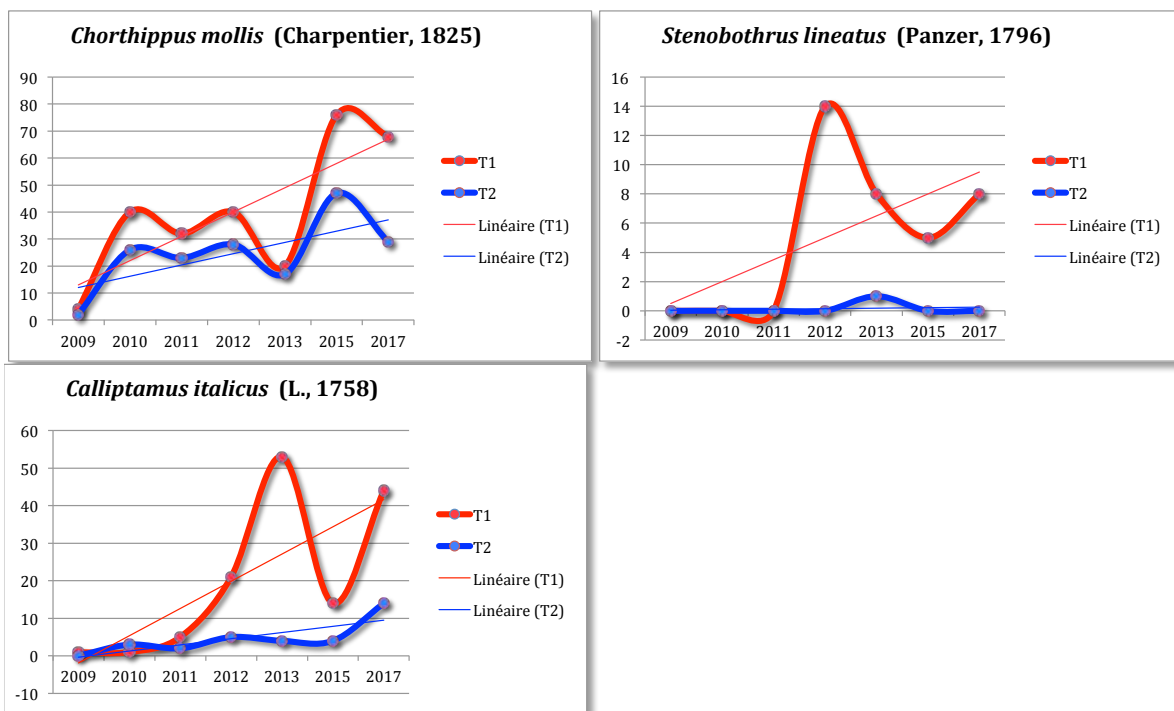 Chorthippus mollis (Charpentier, 1825)
90
80
70
60
50
40
30
20
10
0
2009 2010 2011 2012 2013 2015 2017
T1
T2
Linéaire (T1)
Linéaire (T2)
Stenobothrus lineatus (Panzer, 1796)
16
14
12
10
8
6
4
2
0
-2
2009 2010 2011 2012 2013 2015 2017
T1
T2
Linéaire (T1)
Linéaire (T2)
Calliptamus italicus (L., 1758)
60
50
40
30
20
10
0
-10
2009 2010 2011 2012 2013 2015 2017
T1
T2
Linéaire (T1)
Linéaire (T2)